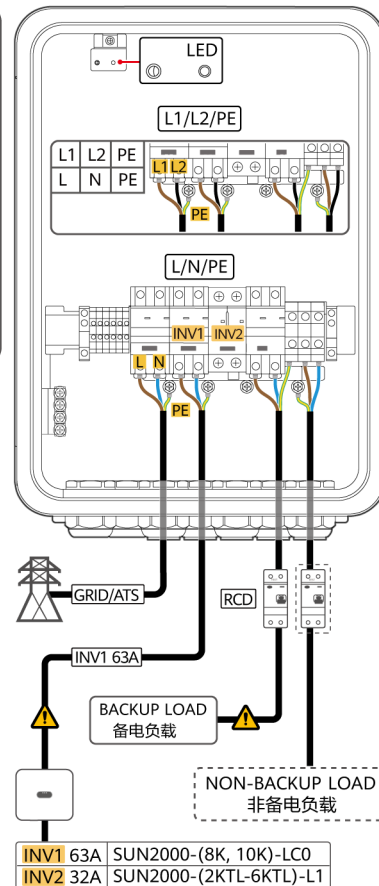 LED
L1/L2/PE
L1 L2 PE
L N PE
L1 L2
PE
L/N/PE
INV1 INV2
L N
PE
GRID/ATS
RCD
INV1 63A
BACKUP LOAD
备电负载
NON-BACKUP LOAD
非备电负载
INV1 63A SUN2000-(8K, 10K)-LC0
INV2 32A SUN2000-(2KTL-6KTL)-L1